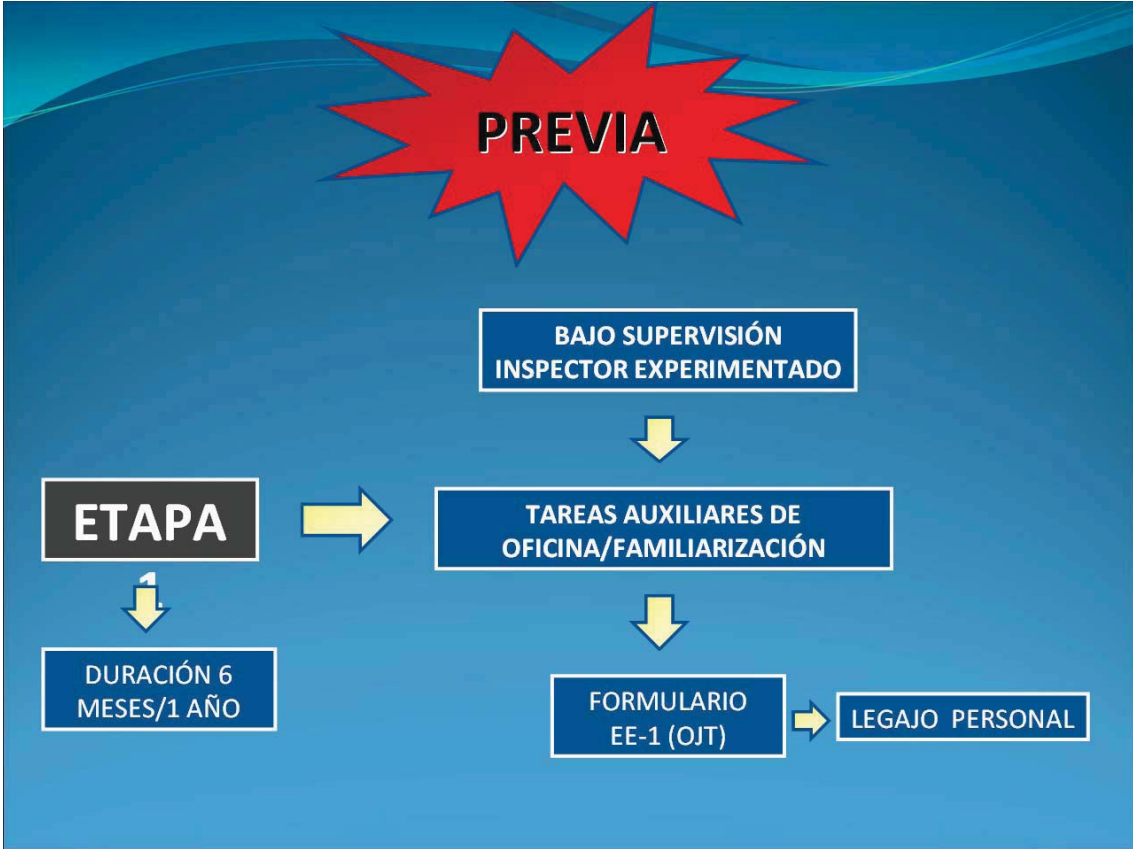 PREVIA
BAJO SUPERVISIÓN
INSPECTOR EXPERIMENTADO
ETAPA
1
TAREAS AUXILIARES DE
OFICINA/FAMILIARIZACIÓN
DURACIÓN 6
MESES/1 AÑO
FORMULARIO
EE-1 (OJT)
LEGAJO PERSONAL